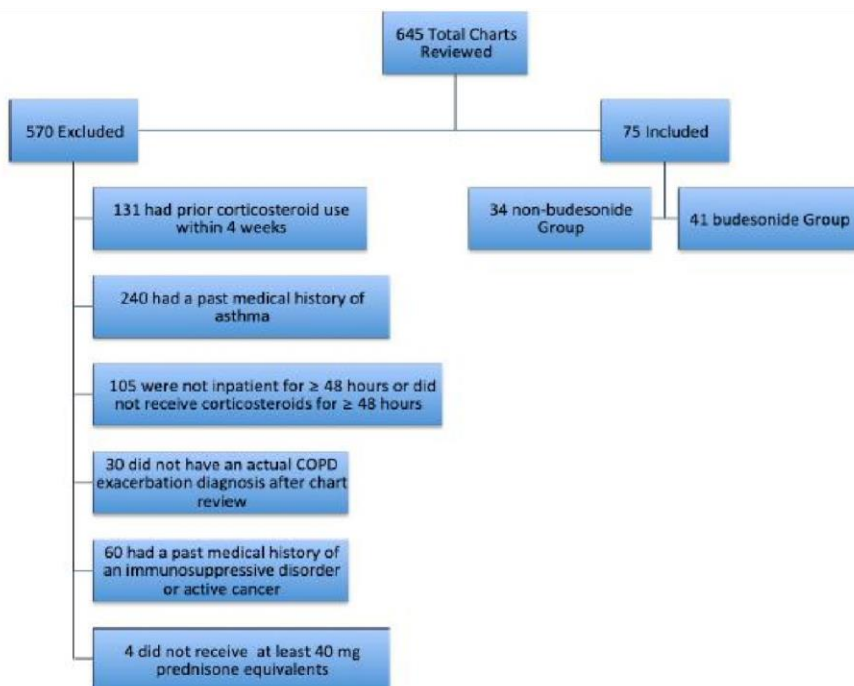 645 Total Charts
Reviewed
570 Excluded
75 Included
131 had prior corticosteroid use
within 4 weeks
34 non-budesonide
Group
41 budesonide Group
240 had a past medical history of
asthma
105 were not inpatient for ≥ 48 hours or did
not receive corticosteroids for ≥ 48 hours
30 did not have an actual COPD
exacerbation diagnosis after chart
review
60 had a past medical history of
an immunosuppressive disorder
or active cancer
4 did not receive at least 40 mg
prednisone equivalents